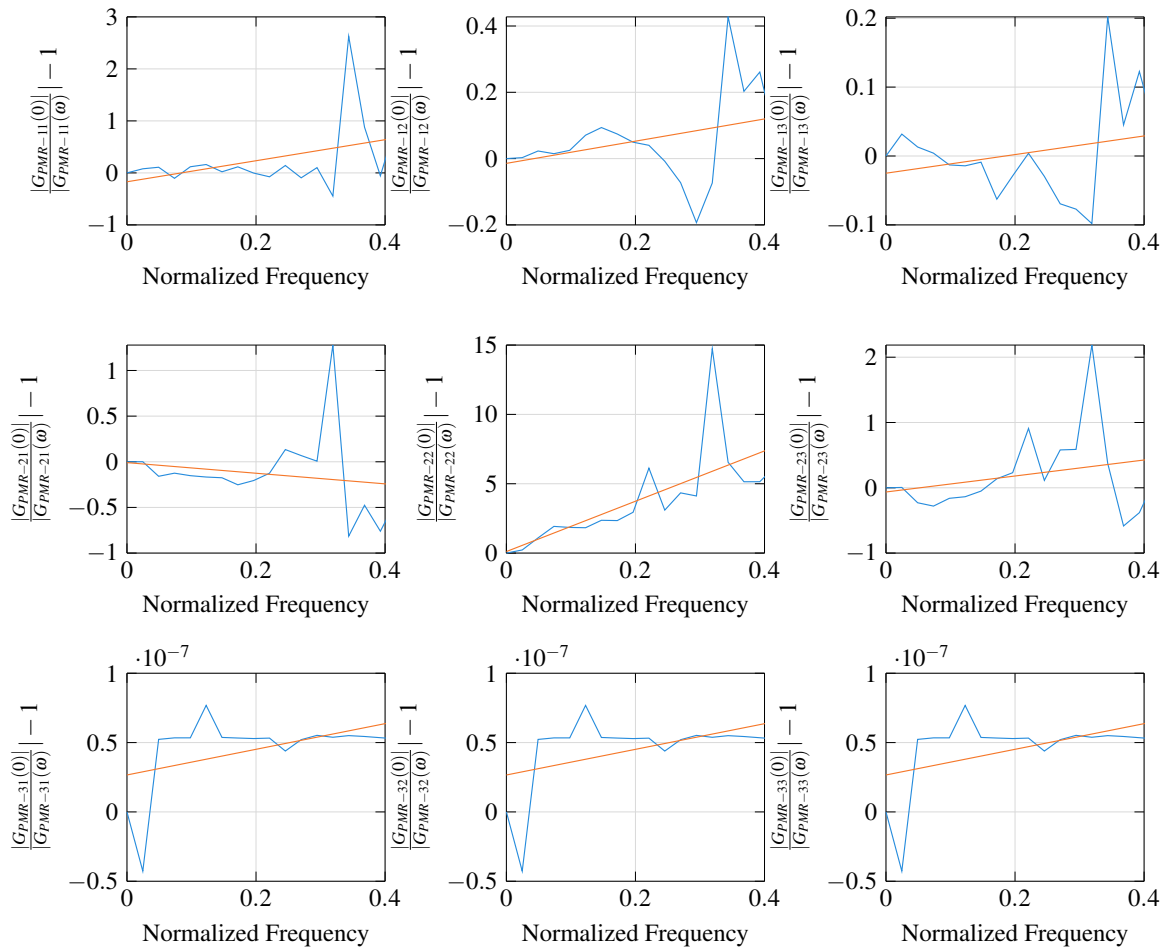 |G_{PMR−11}(0)|/|G_{PMR−11}(ω)| − 1
3
2
1
0
−1
0 0.2 0.4
Normalized Frequency
|G_{PMR−12}(0)|/|G_{PMR−12}(ω)| − 1
0.4
0.2
0
−0.2
0 0.2 0.4
Normalized Frequency
|G_{PMR−13}(0)|/|G_{PMR−13}(ω)| − 1
0.2
0.1
0
−0.1
0 0.2 0.4
Normalized Frequency
|G_{PMR−21}(0)|/|G_{PMR−21}(ω)| − 1
1
0.5
0
−0.5
−1
0 0.2 0.4
Normalized Frequency
|G_{PMR−22}(0)|/|G_{PMR−22}(ω)| − 1
15
10
5
0
0 0.2 0.4
Normalized Frequency
|G_{PMR−23}(0)|/|G_{PMR−23}(ω)| − 1
2
1
0
−1
0 0.2 0.4
Normalized Frequency
|G_{PMR−31}(0)|/|G_{PMR−31}(ω)| − 1
·10^{−7}
1
0.5
0
−0.5
0 0.2 0.4
Normalized Frequency
|G_{PMR−32}(0)|/|G_{PMR−32}(ω)| − 1
·10^{−7}
1
0.5
0
−0.5
0 0.2 0.4
Normalized Frequency
|G_{PMR−33}(0)|/|G_{PMR−33}(ω)| − 1
·10^{−7}
1
0.5
0
−0.5
0 0.2 0.4
Normalized Frequency